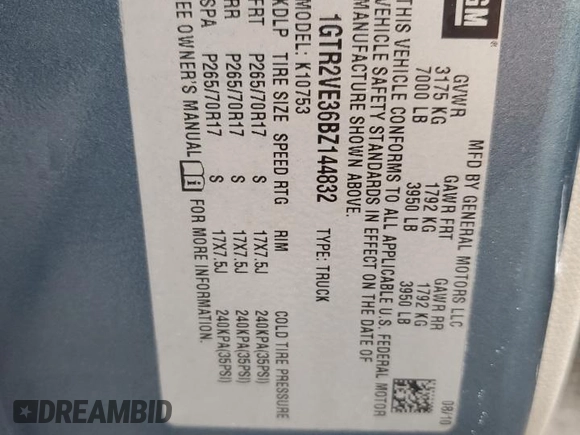 GM
®
MFD BY GENERAL MOTORS LLC
08/10
GVWR GAWR FRT GAWR RR
3175 KG 1792 KG 1792 KG
7000 LB 3950 LB 3950 LB
THIS VEHICLE CONFORMS TO ALL APPLICABLE U.S. FEDERAL MOTOR
VEHICLE SAFETY STANDARDS IN EFFECT ON THE DATE OF
MANUFACTURE SHOWN ABOVE.
1GTR2VE36BZ144832 TYPE: TRUCK
MODEL: K10753
KDLP TIRE SIZE SPEED RTG RIM COLD TIRE PRESSURE
FRT P265/70R17 S 17X7.5J 240KPA(35PSI)
RR P265/70R17 S 17X7.5J 240KPA(35PSI)
SPA P265/70R17 S 17X7.5J 240KPA(35PSI)
SEE OWNER'S MANUAL i FOR MORE INFORMATION.
DREAMBID